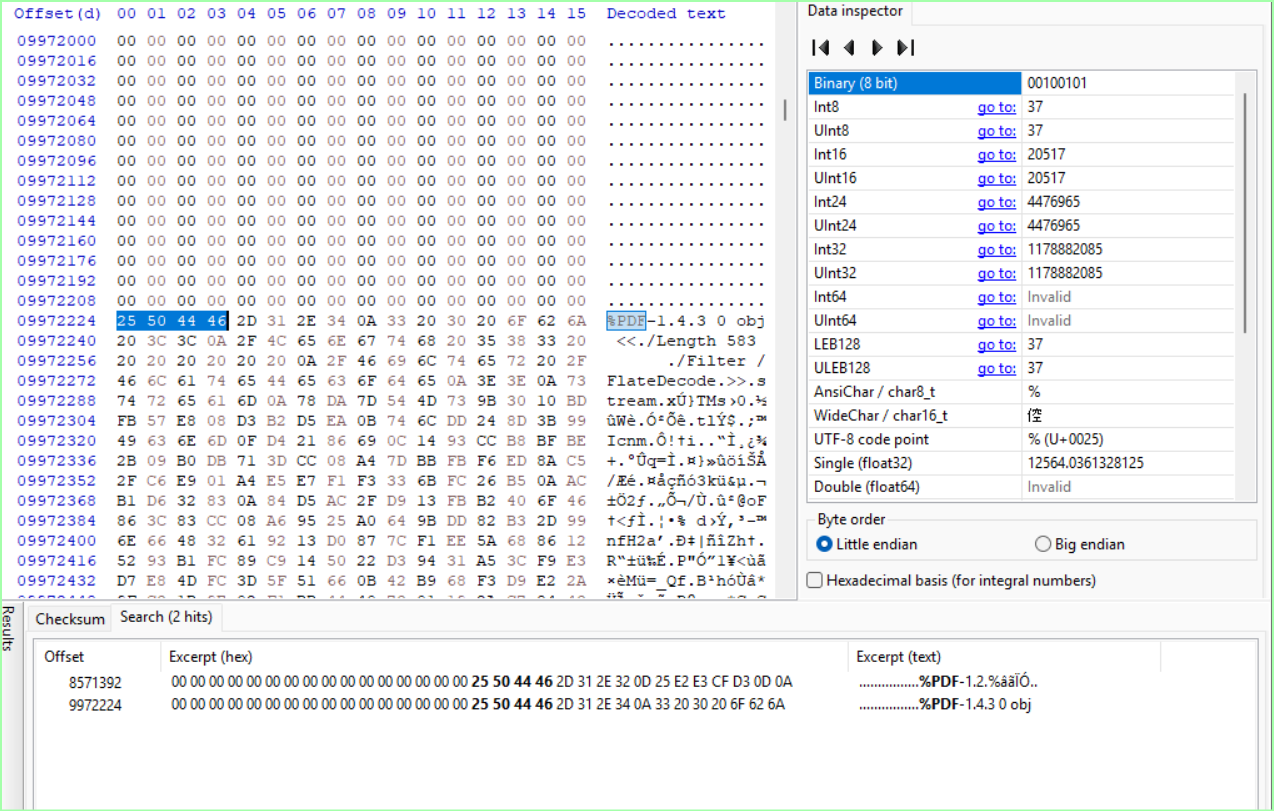 Offset(d) 00 01 02 03 04 05 06 07 08 09 10 11 12 13 14 15 Decoded text
09972000 00 00 00 00 00 00 00 00 00 00 00 00 00 00 00 00 ................
09972016 00 00 00 00 00 00 00 00 00 00 00 00 00 00 00 00 ................
09972032 00 00 00 00 00 00 00 00 00 00 00 00 00 00 00 00 ................
09972048 00 00 00 00 00 00 00 00 00 00 00 00 00 00 00 00 ................
09972064 00 00 00 00 00 00 00 00 00 00 00 00 00 00 00 00 ................
09972080 00 00 00 00 00 00 00 00 00 00 00 00 00 00 00 00 ................
09972096 00 00 00 00 00 00 00 00 00 00 00 00 00 00 00 00 ................
09972112 00 00 00 00 00 00 00 00 00 00 00 00 00 00 00 00 ................
09972128 00 00 00 00 00 00 00 00 00 00 00 00 00 00 00 00 ................
09972144 00 00 00 00 00 00 00 00 00 00 00 00 00 00 00 00 ................
09972160 00 00 00 00 00 00 00 00 00 00 00 00 00 00 00 00 ................
09972176 00 00 00 00 00 00 00 00 00 00 00 00 00 00 00 00 ................
09972192 00 00 00 00 00 00 00 00 00 00 00 00 00 00 00 00 ................
09972208 00 00 00 00 00 00 00 00 00 00 00 00 00 00 00 00 ................
09972224 25 50 44 46 2D 31 2E 34 0A 33 20 30 20 6F 62 6A %PDF-1.4.3 0 obj
09972240 20 3C 3C 0A 2F 4C 65 6E 67 74 68 20 35 38 33 20 <<./Length 583
09972256 20 20 20 20 20 20 0A 2F 46 69 6C 74 65 72 20 2F ./Filter /
09972272 46 6C 61 74 65 44 65 63 6F 64 65 0A 3E 3E 0A 73 FlateDecode.>>.s
09972288 74 72 65 61 6D 0A 78 DA 7D 54 4D 73 9B 30 10 BD tream.xÚ}TMs›0.½
09972304 FB 57 E8 08 D3 B2 D5 EA 0B 74 6C DD 24 8D 3B 99 ûWè.Ó²Õê.tlÝ$.;™
09972320 49 63 6E 6D 0F D4 21 86 69 0C 14 93 CC B8 BF BE Icnm.Ô!†i..“Ì¸¿¾
09972336 2B 09 B0 DB 71 3D CC 08 A4 7D BB FB F6 ED 8A C5 +.°Ûq=Ì.¤}»ûöíŠÅ
09972352 2F C6 E9 01 A4 E5 E7 F1 F3 33 6B FC 26 B5 0A AC /Æé.¤åçñó3kü&µ.¬
09972368 B1 D6 32 83 0A 84 D5 AC 2F D9 13 FB B2 40 6F 46 ±Ö2ƒ.„Õ¬/Ù.û²@oF
09972384 86 3C 83 CC 08 A6 95 25 A0 64 9B DD 82 B3 2D 99 †<ƒÌ.¦•% d›Ý‚³-™
09972400 6E 66 48 32 61 92 13 D0 87 7C F1 EE 5A 68 86 12 nfH2a’.Ð‡|ñîZh†.
09972416 52 93 B1 FC 89 C9 14 50 22 D3 94 31 A5 3C F9 E3 R“±ü‰É.P"Ó”1¥<ùã
09972432 D7 E8 4D FC 3D 5F 51 66 0B 42 B9 68 F3 D9 E2 2A ×èMü=_Qf.B¹hóÙâ*
Data inspector
Binary (8 bit) 00100101
Int8 go to: 37
UInt8 go to: 37
Int16 go to: 20517
UInt16 go to: 20517
Int24 go to: 4476965
UInt24 go to: 4476965
Int32 go to: 1178882085
UInt32 go to: 1178882085
Int64 go to: Invalid
UInt64 go to: Invalid
LEB128 go to: 37
ULEB128 go to: 37
AnsiChar / char8_t %
WideChar / char16_t 倥
UTF-8 code point % (U+0025)
Single (float32) 12564.0361328125
Double (float64) Invalid
Byte order
Little endian Big endian
Hexadecimal basis (for integral numbers)
Results
Checksum Search (2 hits)
Offset Excerpt (hex) Excerpt (text)
8571392 00 00 00 00 00 00 00 00 00 00 00 00 00 00 00 00 25 50 44 46 2D 31 2E 32 0D 25 E2 E3 CF D3 0D 0A ................%PDF-1.2.%âãÏÓ..
9972224 00 00 00 00 00 00 00 00 00 00 00 00 00 00 00 00 25 50 44 46 2D 31 2E 34 0A 33 20 30 20 6F 62 6A ................%PDF-1.4.3 0 obj